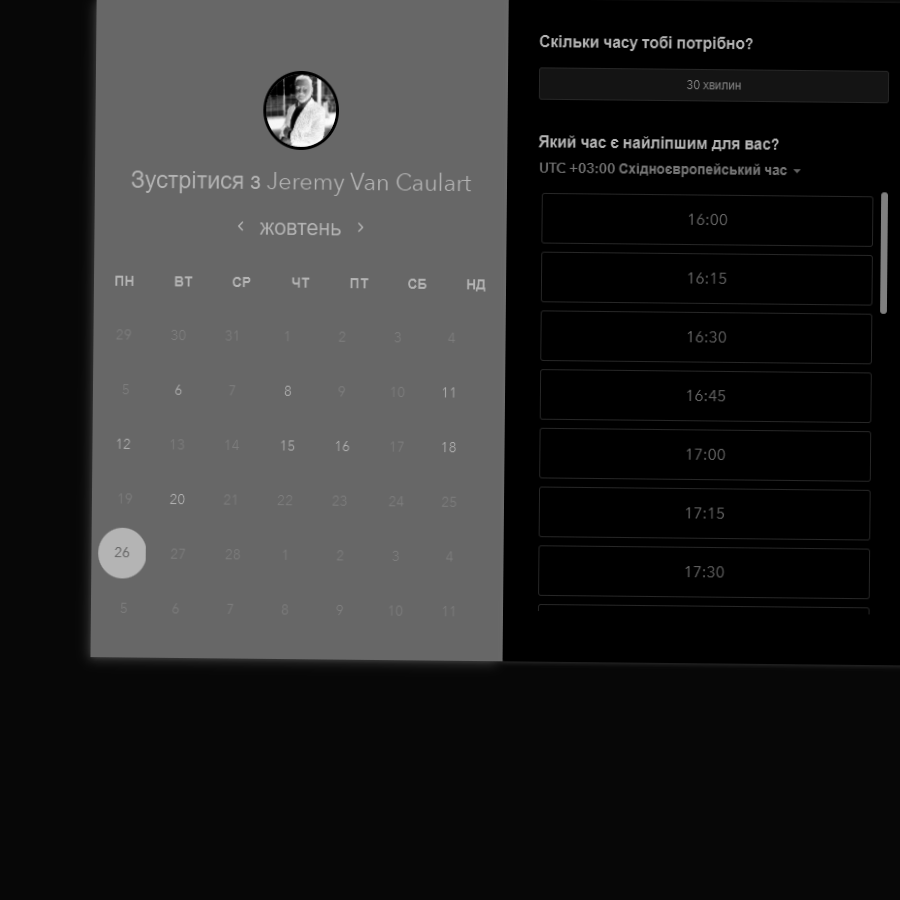 Зустрітися з Jeremy Van Caulart
‹ жовтень ›
ПН ВТ СР ЧТ ПТ СБ НД
29 30 31 1 2 3 4
5 6 7 8 9 10 11
12 13 14 15 16 17 18
19 20 21 22 23 24 25
26 27 28 1 2 3 4
5 6 7 8 9 10 11
Скільки часу тобі потрібно?
30 хвилин
Який час є найліпшим для вас?
UTC +03:00 Східноєвропейський час
16:00
16:15
16:30
16:45
17:00
17:15
17:30